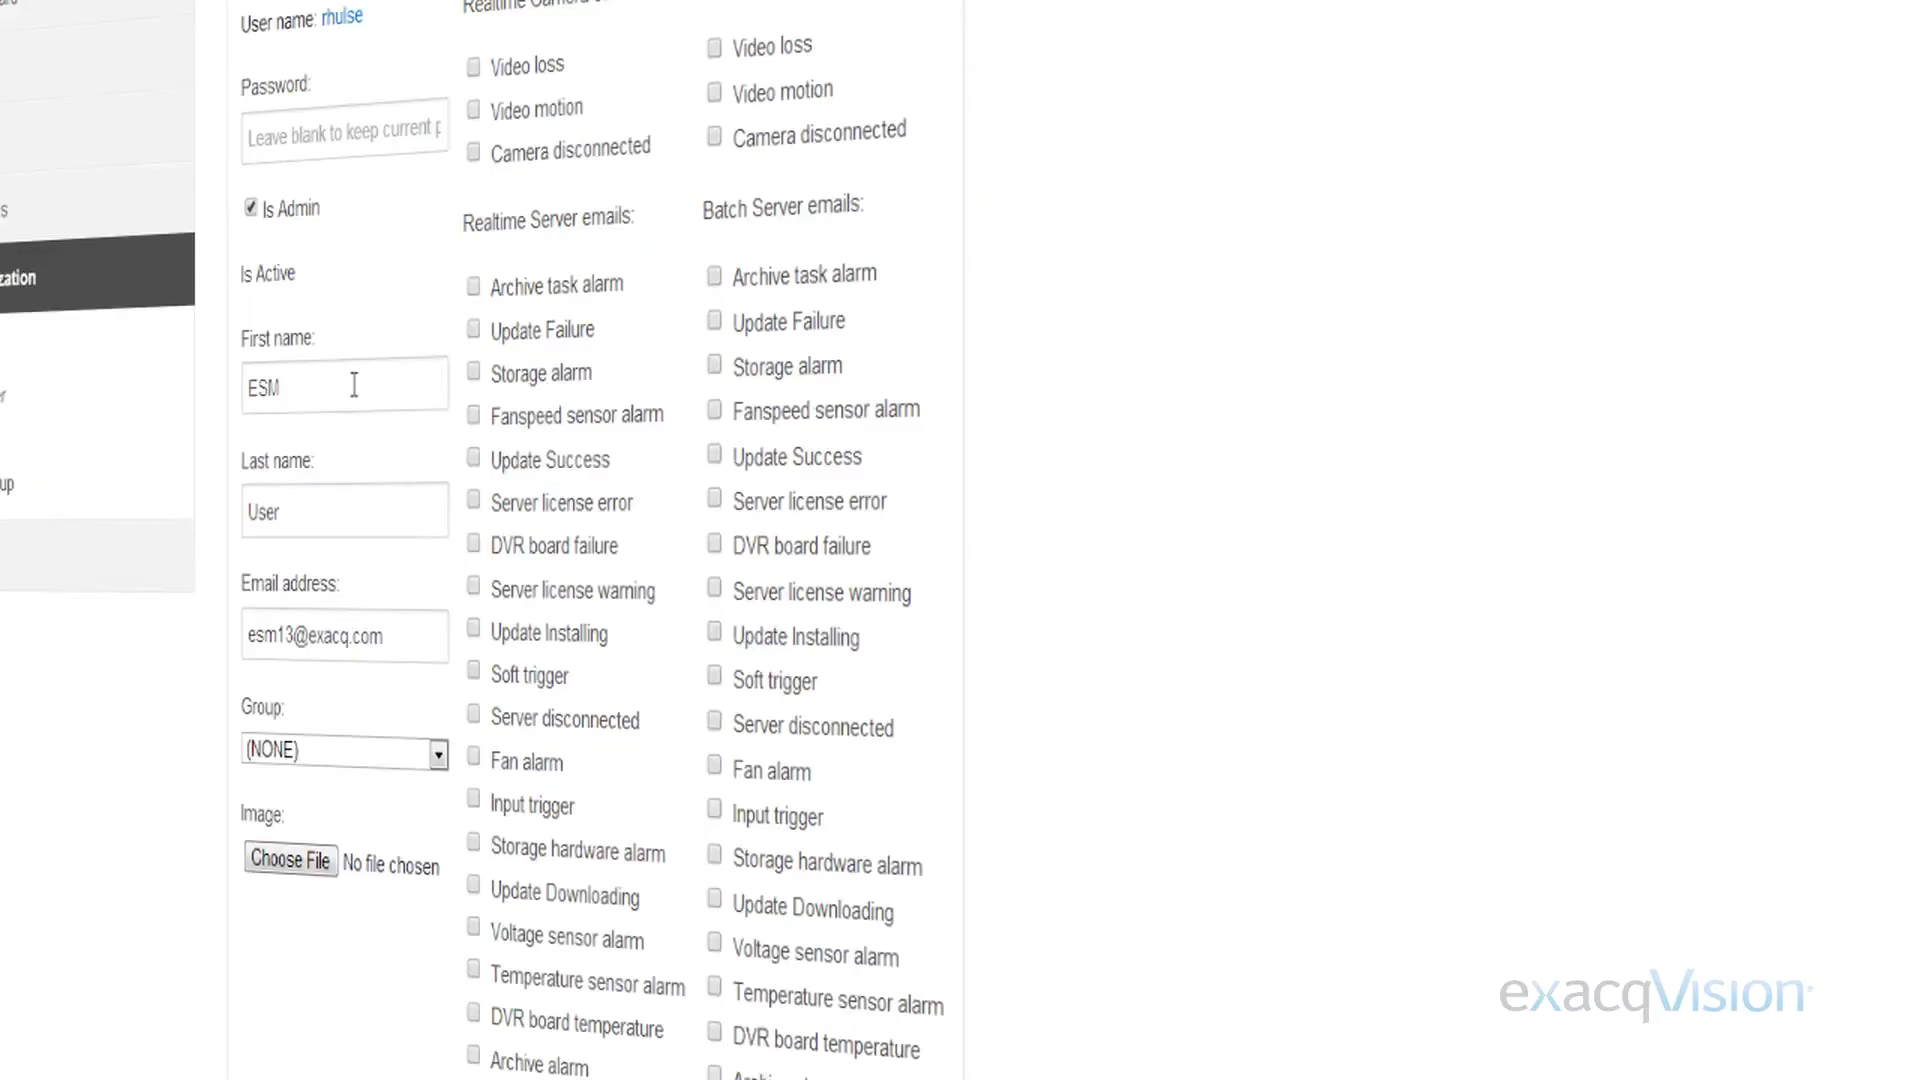 User name: rhulse
Password:
Leave blank to keep current p
Is Admin
Is Active
First name:
ESM
Last name:
User
Email address:
esm13@exacq.com
Group:
(NONE)
Image:
Choose File No file chosen
Video loss
Video motion
Camera disconnected
Realtime Server emails:
Archive task alarm
Update Failure
Storage alarm
Fanspeed sensor alarm
Update Success
Server license error
DVR board failure
Server license warning
Update Installing
Soft trigger
Server disconnected
Fan alarm
Input trigger
Storage hardware alarm
Update Downloading
Voltage sensor alarm
Temperature sensor alarm
DVR board temperature
Archive alarm
Video loss
Video motion
Camera disconnected
Batch Server emails:
Archive task alarm
Update Failure
Storage alarm
Fanspeed sensor alarm
Update Success
Server license error
DVR board failure
Server license warning
Update Installing
Soft trigger
Server disconnected
Fan alarm
Input trigger
Storage hardware alarm
Update Downloading
Voltage sensor alarm
Temperature sensor alarm
DVR board temperature
exacqVision